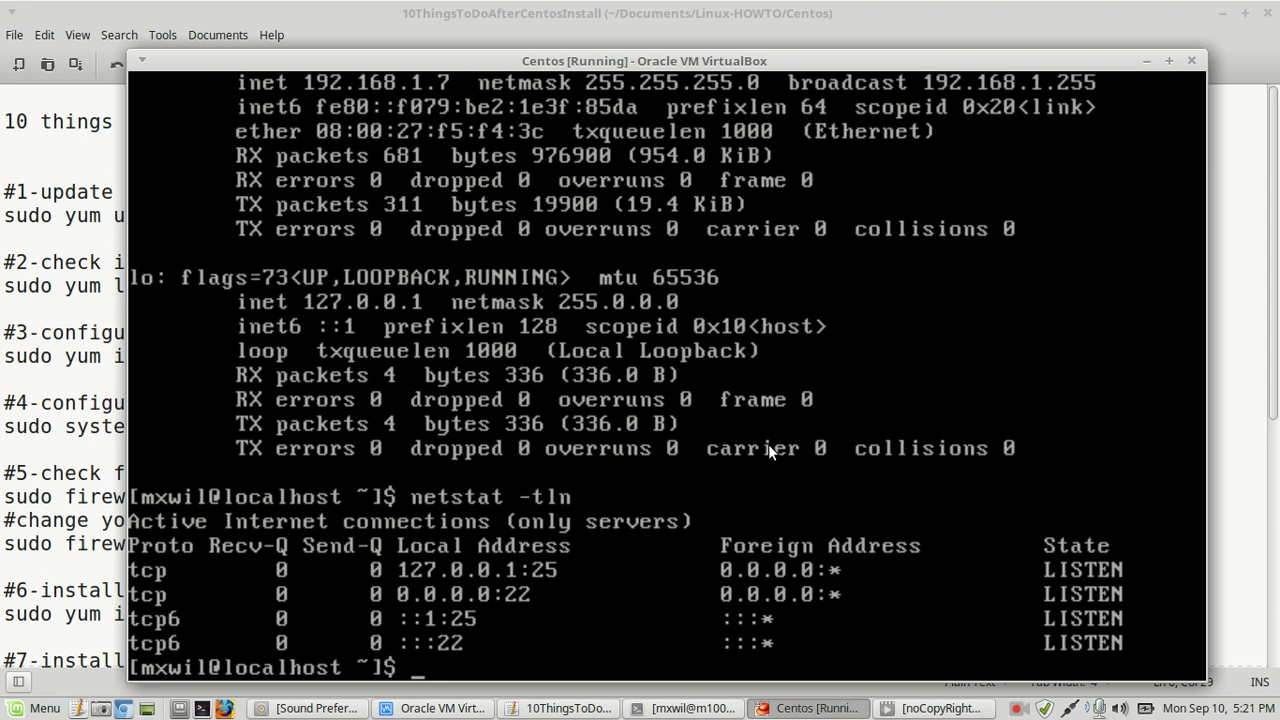 10ThingsToDoAfterCentosInstall (~/Documents/Linux-HOWTO/Centos)
File Edit View Search Tools Documents Help
Centos [Running] - Oracle VM VirtualBox
10 things
#1-update
sudo yum u
#2-check i
sudo yum l
#3-configu
sudo yum i
#4-configu
sudo syste
#5-check f
sudo firew
#change yo
sudo firew
#6-install
sudo yum i
#7-install
inet 192.168.1.7 netmask 255.255.255.0 broadcast 192.168.1.255
inet6 fe80::f079:be2:1e3f:85da prefixlen 64 scopeid 0x20<link>
ether 08:00:27:f5:f4:3c txqueuelen 1000 (Ethernet)
RX packets 681 bytes 976900 (954.0 KiB)
RX errors 0 dropped 0 overruns 0 frame 0
TX packets 311 bytes 19900 (19.4 KiB)
TX errors 0 dropped 0 overruns 0 carrier 0 collisions 0
lo: flags=73<UP,LOOPBACK,RUNNING> mtu 65536
inet 127.0.0.1 netmask 255.0.0.0
inet6 ::1 prefixlen 128 scopeid 0x10<host>
loop txqueuelen 1000 (Local Loopback)
RX packets 4 bytes 336 (336.0 B)
RX errors 0 dropped 0 overruns 0 frame 0
TX packets 4 bytes 336 (336.0 B)
TX errors 0 dropped 0 overruns 0 carrier 0 collisions 0
[mxwil@localhost ~]$ netstat -tln
Active Internet connections (only servers)
Proto Recv-Q Send-Q Local Address Foreign Address State
tcp 0 0 127.0.0.1:25 0.0.0.0:* LISTEN
tcp 0 0 0.0.0.0:22 0.0.0.0:* LISTEN
tcp6 0 0 ::1:25 :::* LISTEN
tcp6 0 0 :::22 :::* LISTEN
[mxwil@localhost ~]$ _
INS
Menu [Sound Prefer... Oracle VM Virt... 10ThingsToDo... [mxwil@m100... Centos [Runni... [noCopyRight... Mon Sep 10, 5:21 PM